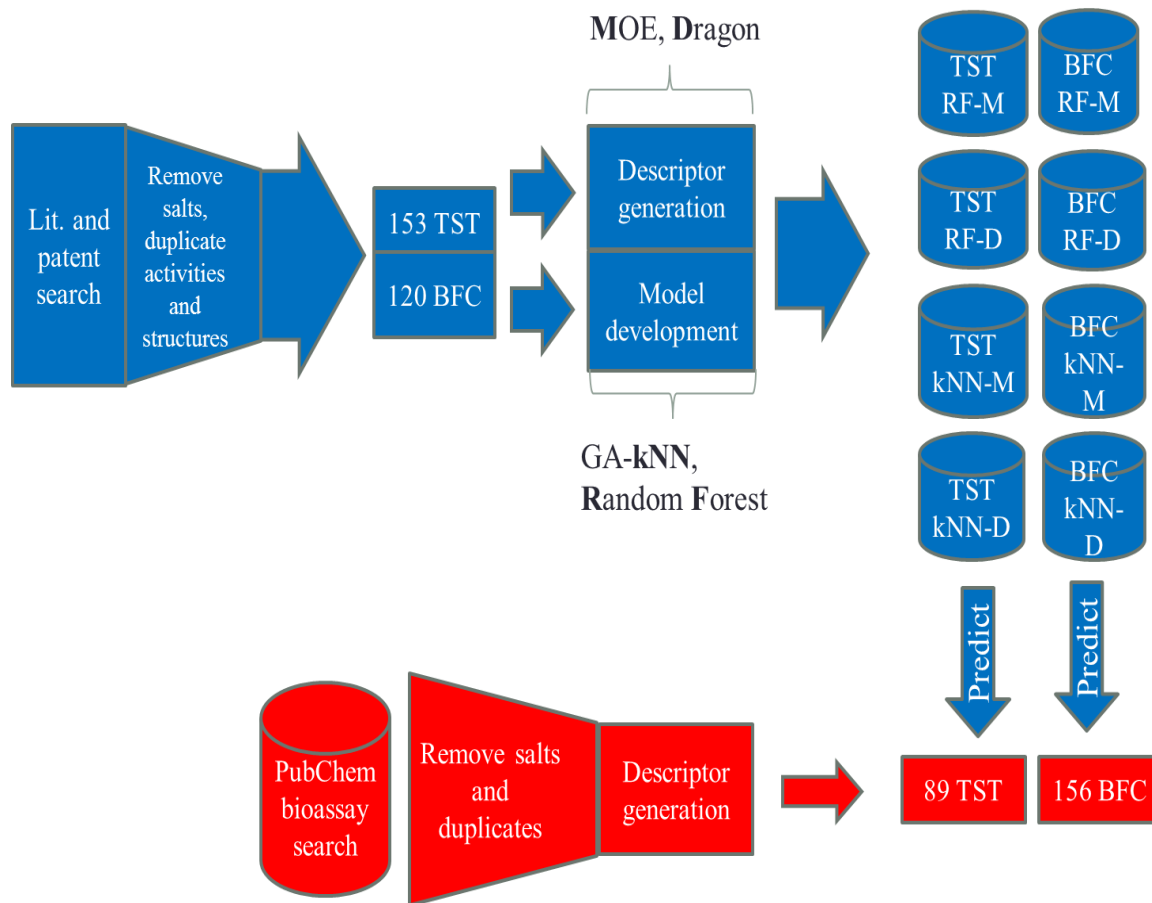 MOE, Dragon
Lit. and
patent
search
Remove
salts,
duplicate
activities
and
structures
153 TST
120 BFC
Descriptor
generation
Model
development
GA-kNN,
Random Forest
TST
RF-M
BFC
RF-M
TST
RF-D
BFC
RF-D
TST
kNN-M
BFC
kNN-
M
TST
kNN-D
BFC
kNN-
D
Predict
Predict
PubChem
bioassay
search
Remove salts
and
duplicates
Descriptor
generation
89 TST
156 BFC